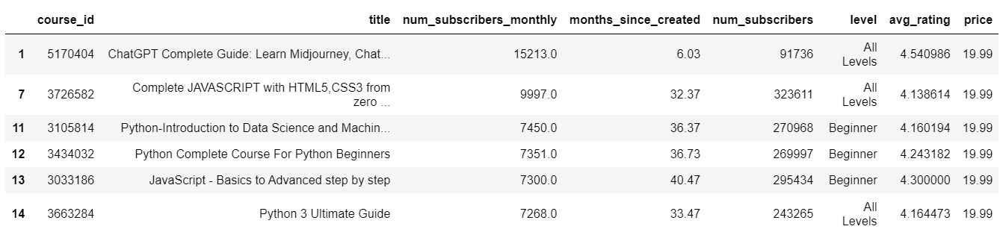 course_id title num_subscribers_monthly months_since_created num_subscribers level avg_rating price
1 5170404 ChatGPT Complete Guide: Learn Midjourney, Chat... 15213.0 6.03 91736 All Levels 4.540986 19.99
7 3726582 Complete JAVASCRIPT with HTML5,CSS3 from zero ... 9997.0 32.37 323611 All Levels 4.138614 19.99
11 3105814 Python-Introduction to Data Science and Machin... 7450.0 36.37 270968 Beginner 4.160194 19.99
12 3434032 Python Complete Course For Python Beginners 7351.0 36.73 269997 Beginner 4.243182 19.99
13 3033186 JavaScript - Basics to Advanced step by step 7300.0 40.47 295434 Beginner 4.300000 19.99
14 3663284 Python 3 Ultimate Guide 7268.0 33.47 243265 All Levels 4.164473 19.99